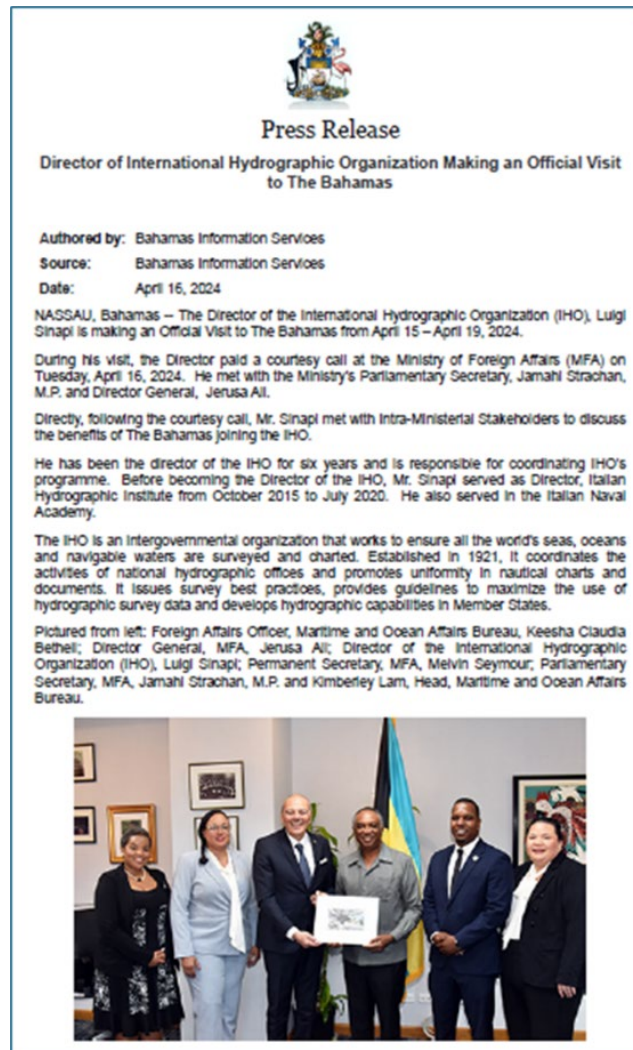 Press Release
Director of International Hydrographic Organization Making an Official Visit
to The Bahamas
Authored by: Bahamas Information Services
Source: Bahamas Information Services
Date: April 16, 2024
NASSAU, Bahamas – The Director of the International Hydrographic Organization (IHO), Luigi
Sinapi is making an Official Visit to The Bahamas from April 15 – April 19, 2024.
During his visit, the Director paid a courtesy call at the Ministry of Foreign Affairs (MFA) on
Tuesday, April 16, 2024. He met with the Ministry's Parliamentary Secretary, Jamahl Strachan,
M.P. and Director General, Jerusa Ali.
Directly, following the courtesy call, Mr. Sinapi met with Intra-Ministerial Stakeholders to discuss
the benefits of The Bahamas joining the IHO.
He has been the director of the IHO for six years and is responsible for coordinating IHO's
programme. Before becoming the Director of the IHO, Mr. Sinapi served as Director, Italian
Hydrographic Institute from October 2015 to July 2020. He also served in the Italian Naval
Academy.
The IHO is an intergovernmental organization that works to ensure all the world's seas, oceans
and navigable waters are surveyed and charted. Established in 1921, it coordinates the
activities of national hydrographic offices and promotes uniformity in nautical charts and
documents. It issues survey best practices, provides guidelines to maximize the use of
hydrographic survey data and develops hydrographic capabilities in Member States.
Pictured from left: Foreign Affairs Officer, Maritime and Ocean Affairs Bureau, Keesha Claudia
Bethell; Director General, MFA, Jerusa Ali; Director of the International Hydrographic
Organization (IHO), Luigi Sinapi; Permanent Secretary, MFA, Melvin Seymour; Parliamentary
Secretary, MFA, Jamahl Strachan, M.P. and Kimberley Lam, Head, Maritime and Ocean Affairs
Bureau.